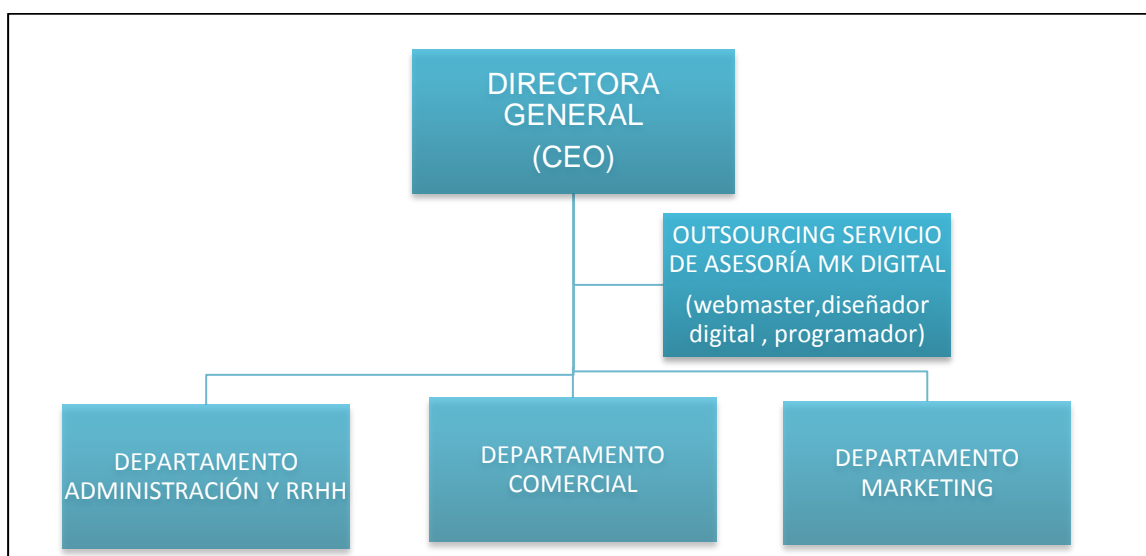 DIRECTORA
GENERAL
(CEO)
OUTSOURCING SERVICIO
DE ASESORÍA MK DIGITAL
(webmaster,diseñador
digital , programador)
DEPARTAMENTO
ADMINISTRACIÓN Y RRHH
DEPARTAMENTO
COMERCIAL
DEPARTAMENTO
MARKETING